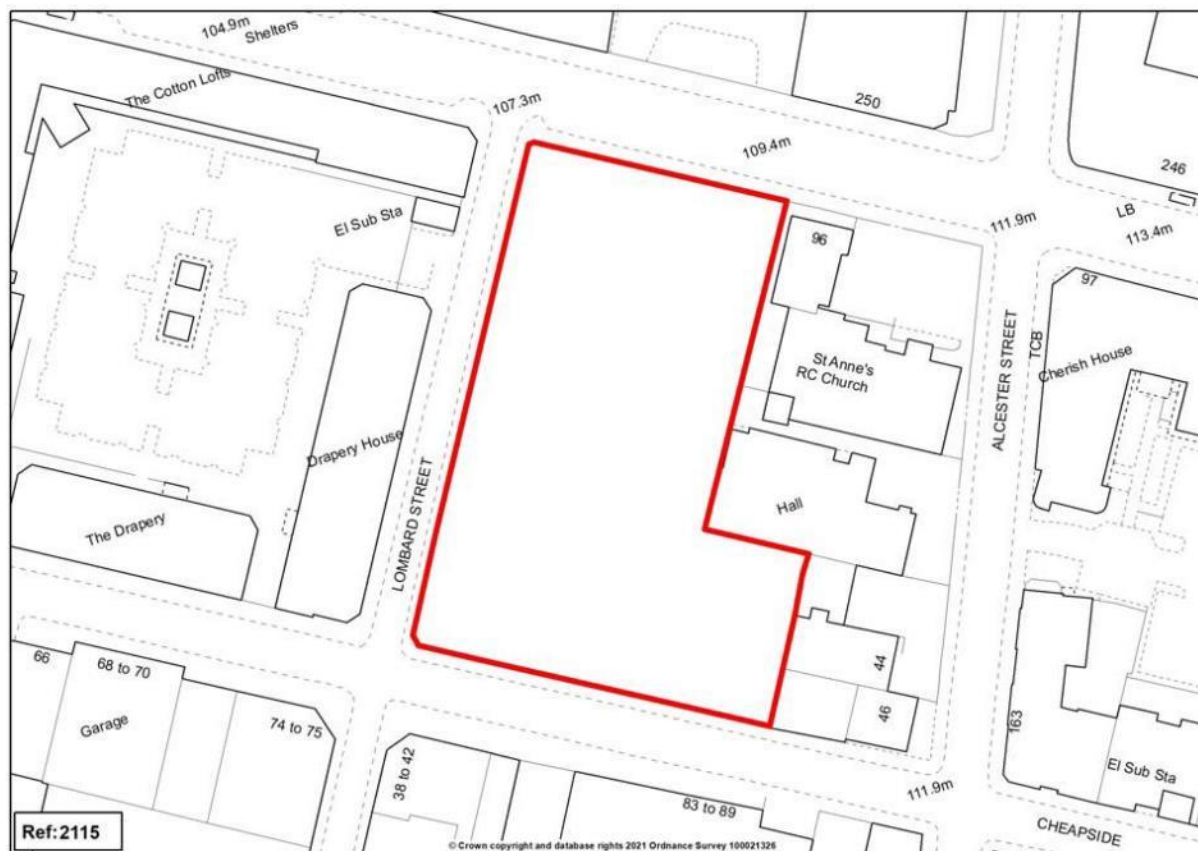 104.9m
Shelters
The Cotton Lofts
107.3m
250
109.4m
246
LB
111.9m
113.4m
El Sub Sta
96
97
TCB
ALCESTER STREET
Cherish House
St Anne's
RC Church
Drapery House
LOMBARD STREET
Hall
The Drapery
66
68 to 70
Garage
74 to 75
38 to 42
44
46
163
El Sub Sta
111.9m
83 to 89
CHEAPSIDE
Ref:2115
© Crown copyright and database rights 2021 Ordnance Survey 100021326